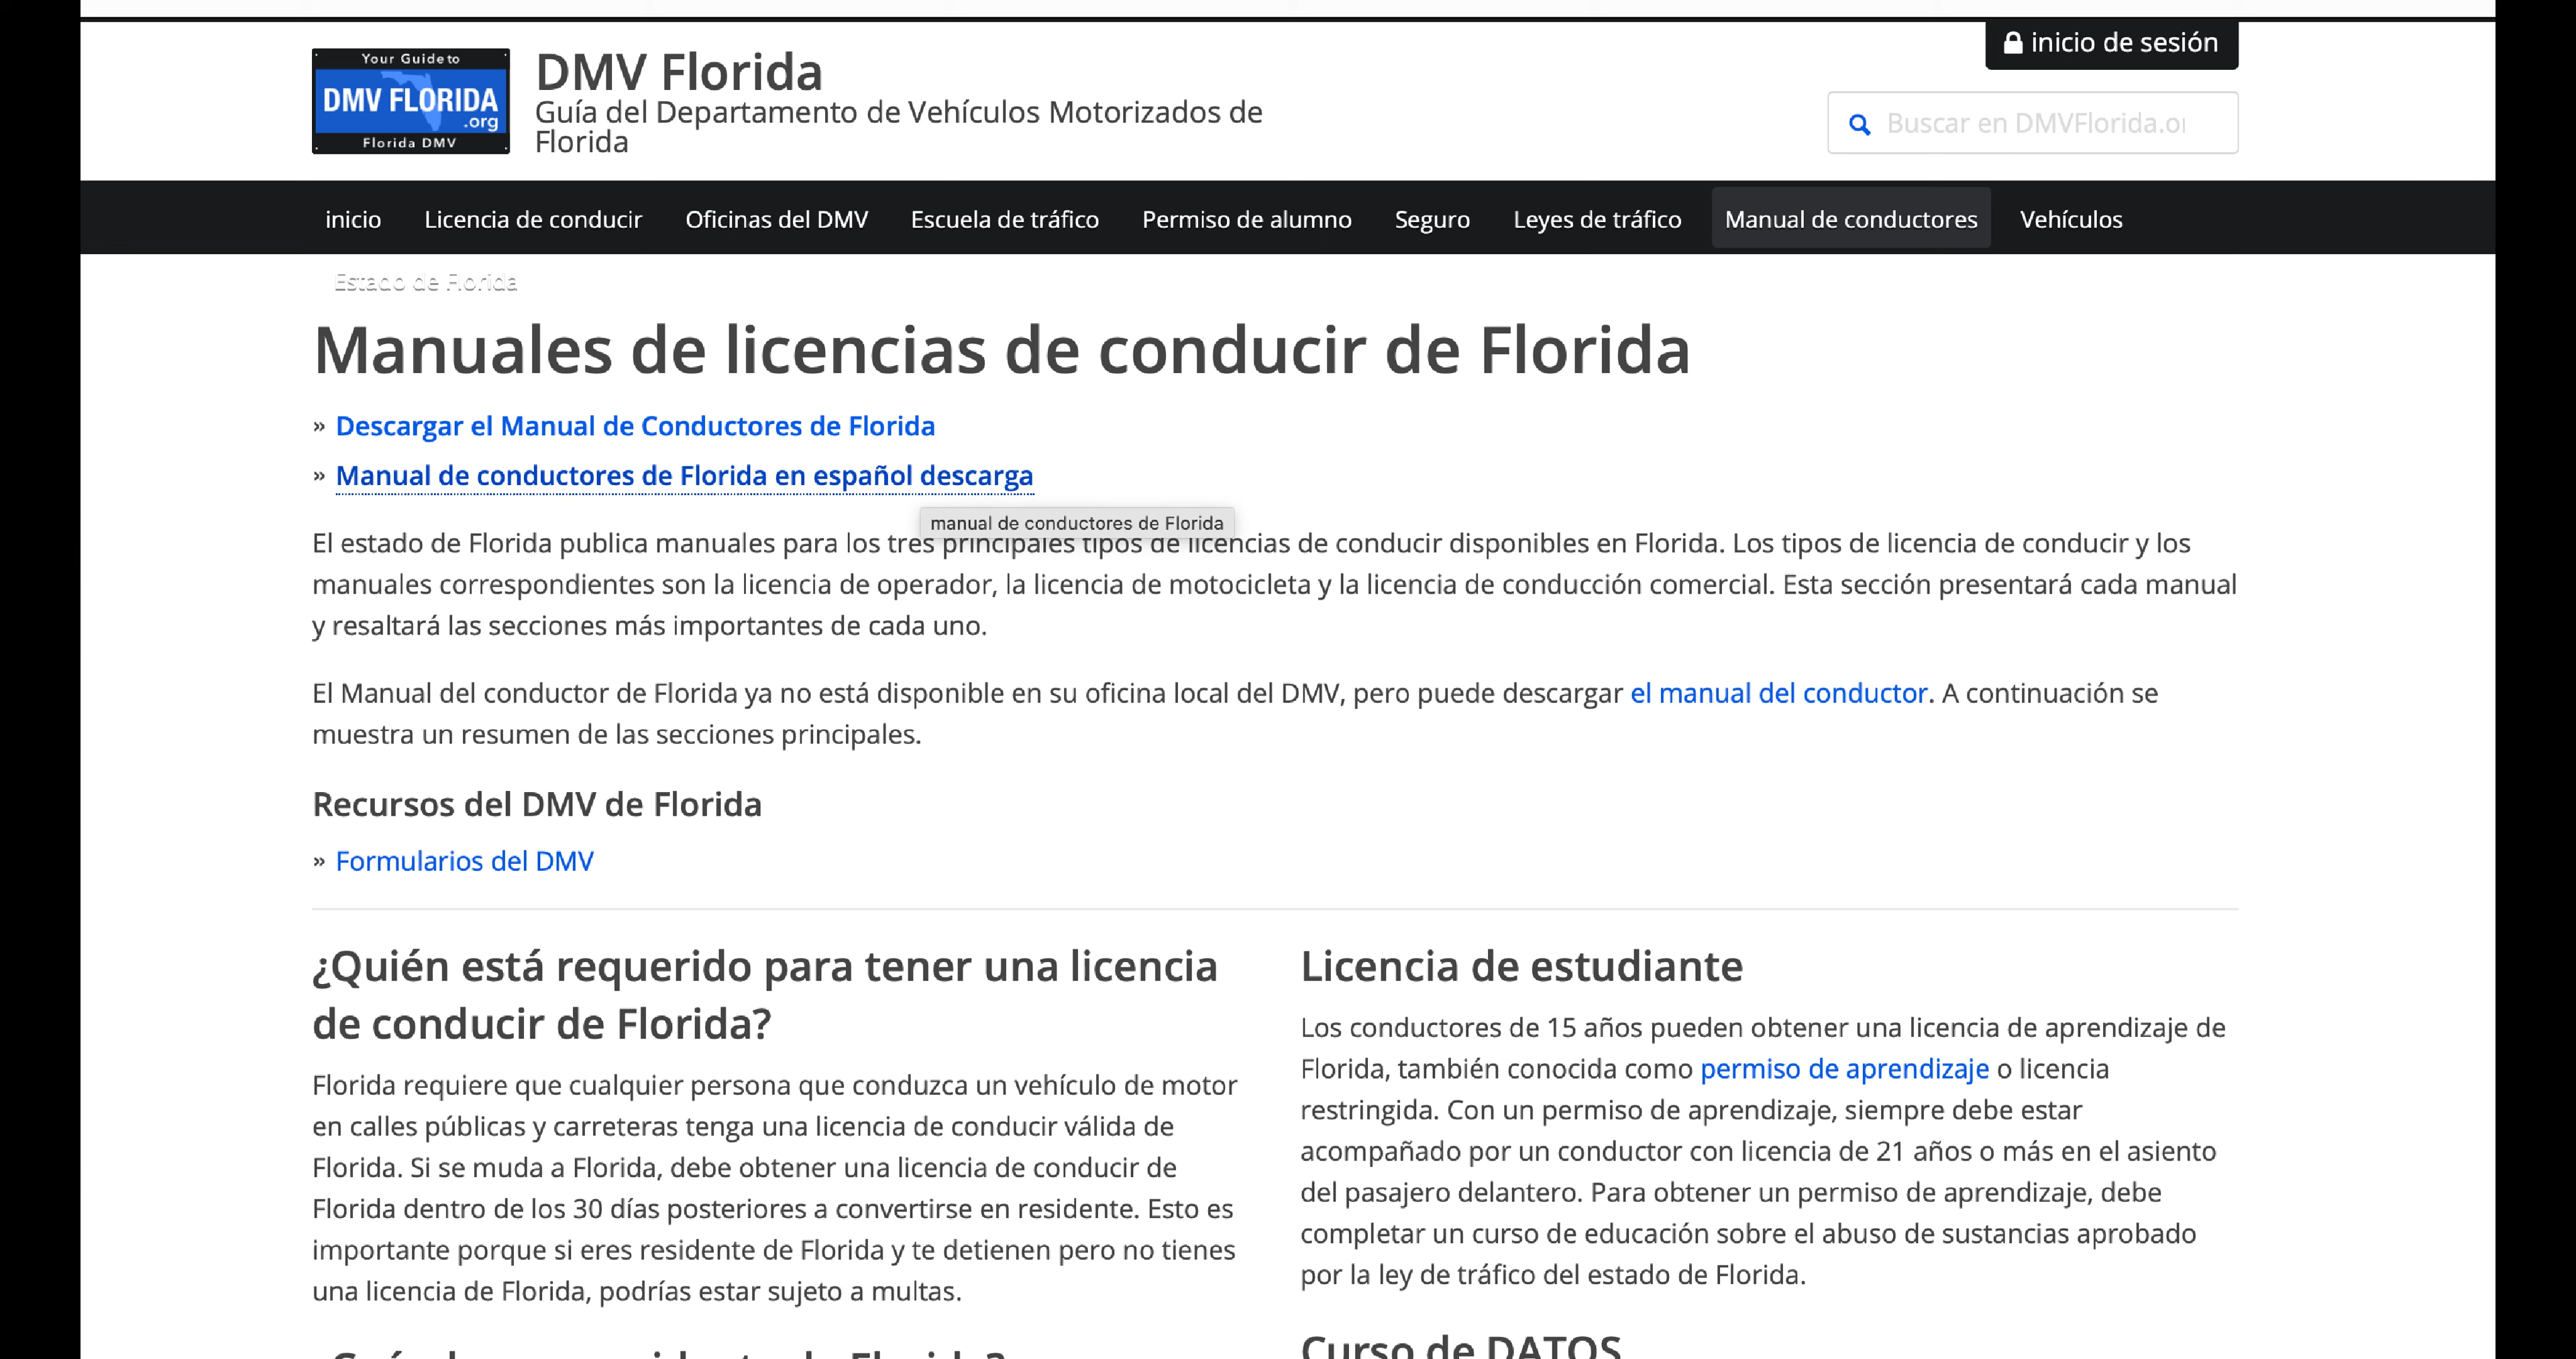 Your Guide to
DMV FLORIDA
.org
Florida DMV
DMV Florida
Guía del Departamento de Vehículos Motorizados de
Florida
inicio de sesión
Buscar en DMVFlorida.or
inicio Licencia de conducir Oficinas del DMV Escuela de tráfico Permiso de alumno Seguro Leyes de tráfico Manual de conductores Vehículos
Estado de Florida
Manuales de licencias de conducir de Florida
» Descargar el Manual de Conductores de Florida
» Manual de conductores de Florida en español descarga
manual de conductores de Florida
El estado de Florida publica manuales para los tres principales tipos de licencias de conducir disponibles en Florida. Los tipos de licencia de conducir y los
manuales correspondientes son la licencia de operador, la licencia de motocicleta y la licencia de conducción comercial. Esta sección presentará cada manual
y resaltará las secciones más importantes de cada uno.
El Manual del conductor de Florida ya no está disponible en su oficina local del DMV, pero puede descargar el manual del conductor. A continuación se
muestra un resumen de las secciones principales.
Recursos del DMV de Florida
» Formularios del DMV
¿Quién está requerido para tener una licencia
de conducir de Florida?
Florida requiere que cualquier persona que conduzca un vehículo de motor
en calles públicas y carreteras tenga una licencia de conducir válida de
Florida. Si se muda a Florida, debe obtener una licencia de conducir de
Florida dentro de los 30 días posteriores a convertirse en residente. Esto es
importante porque si eres residente de Florida y te detienen pero no tienes
una licencia de Florida, podrías estar sujeto a multas.
Licencia de estudiante
Los conductores de 15 años pueden obtener una licencia de aprendizaje de
Florida, también conocida como permiso de aprendizaje o licencia
restringida. Con un permiso de aprendizaje, siempre debe estar
acompañado por un conductor con licencia de 21 años o más en el asiento
del pasajero delantero. Para obtener un permiso de aprendizaje, debe
completar un curso de educación sobre el abuso de sustancias aprobado
por la ley de tráfico del estado de Florida.
Curso de DATOS